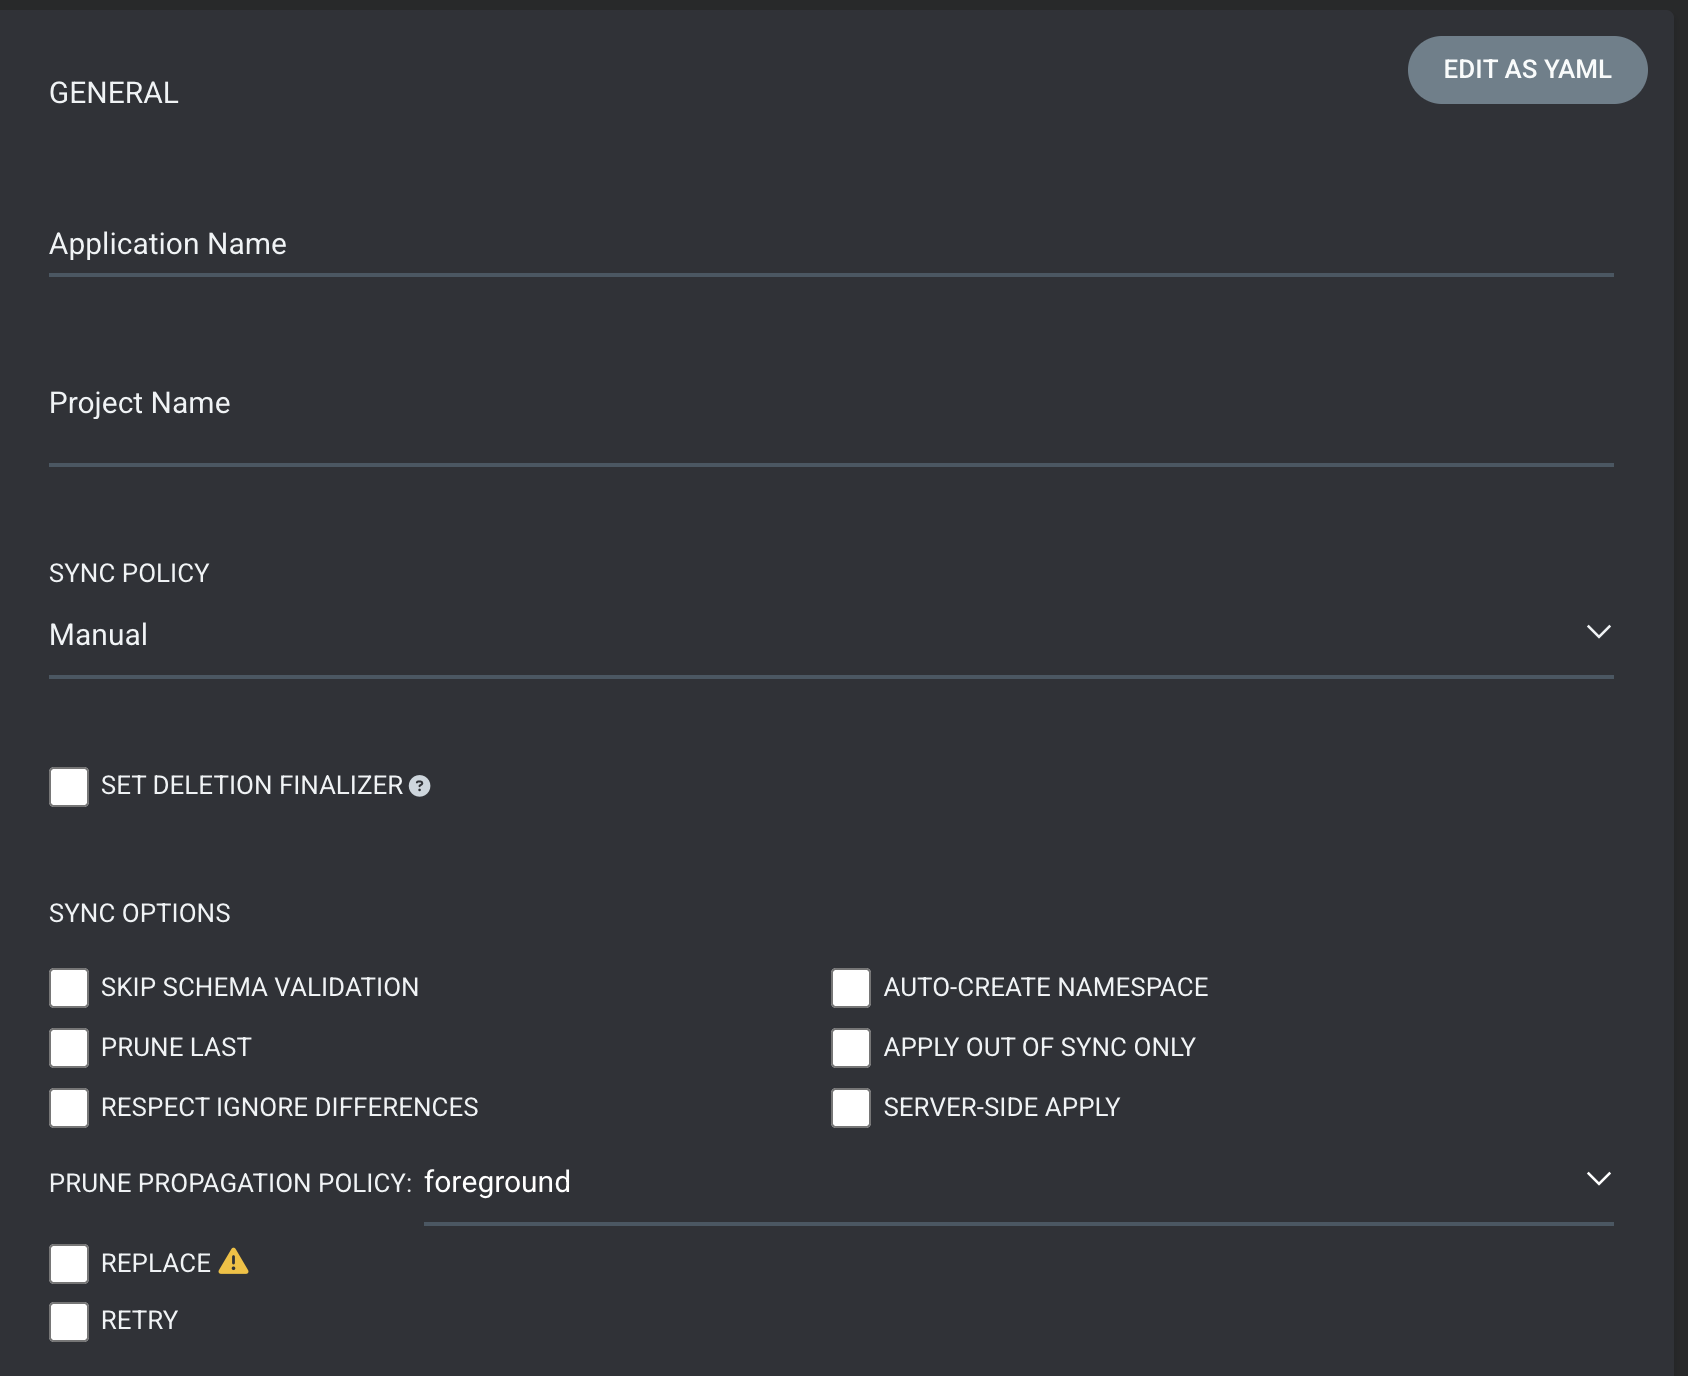 GENERAL
EDIT AS YAML
Application Name
Project Name
SYNC POLICY
Manual
SET DELETION FINALIZER ?
SYNC OPTIONS
SKIP SCHEMA VALIDATION
AUTO-CREATE NAMESPACE
PRUNE LAST
APPLY OUT OF SYNC ONLY
RESPECT IGNORE DIFFERENCES
SERVER-SIDE APPLY
PRUNE PROPAGATION POLICY: foreground
REPLACE
RETRY